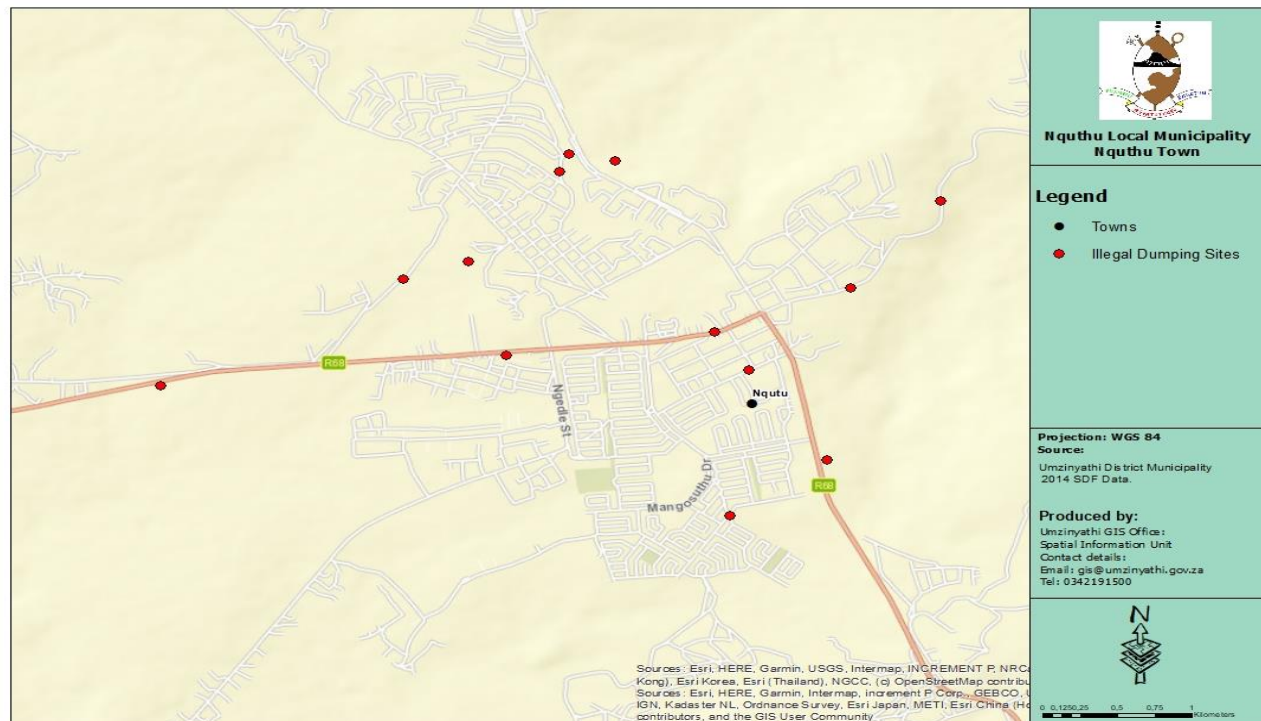 Nquthu Local Municipality
Nquthu Town
Legend
Towns
Illegal Dumping Sites
Projection: WGS 84
Source:
Umzinyathi District Municipality
2014 SDF Data.
Produced by:
Umzinyathi GIS Office:
Spatial Information Unit
Contact details:
Email: gis@umzinyathi.gov.za
Tel: 0342191500
N
0 0,125 0,25 0,5 0,75 1
Kilometers
R68
Ngedle St
Nqutu
Mangosuthu Dr
R68
Sources: Esri, HERE, Garmin, USGS, Intermap, INCREMENT P, NRCa
Kong), Esri Korea, Esri (Thailand), NGCC, (c) OpenStreetMap contribu
Sources: Esri, HERE, Garmin, Intermap, increment P Corp., GEBCO, U
IGN, Kadaster NL, Ordnance Survey, Esri Japan, METI, Esri China (Ho
contributors, and the GIS User Community